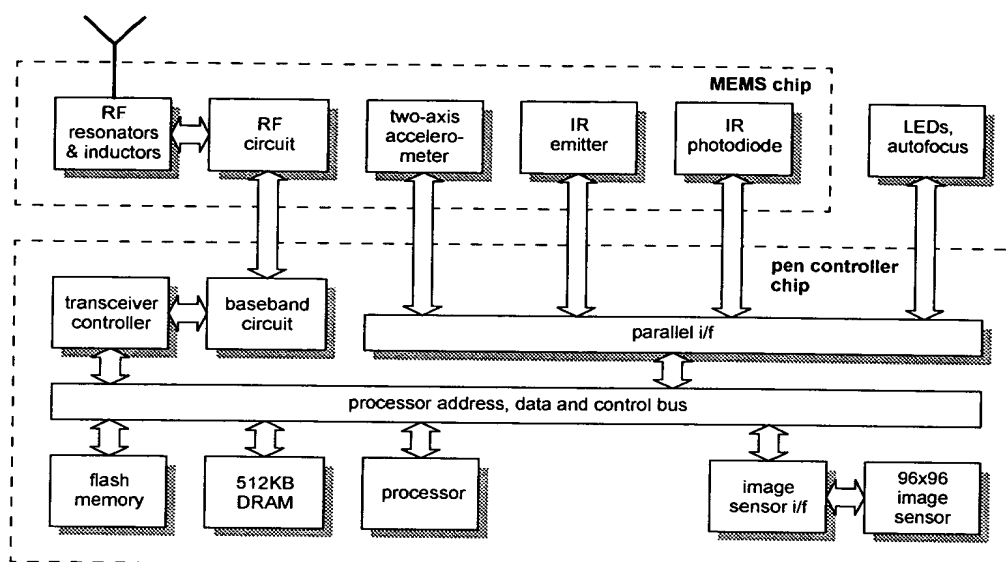 MEMS chip
RF
resonators
& inductors
RF
circuit
two-axis
accelero-
meter
IR
emitter
IR
photodiode
LEDs,
autofocus
pen controller
chip
transceiver
controller
baseband
circuit
parallel i/f
processor address, data and control bus
flash
memory
512KB
DRAM
processor
image
sensor i/f
96x96
image
sensor